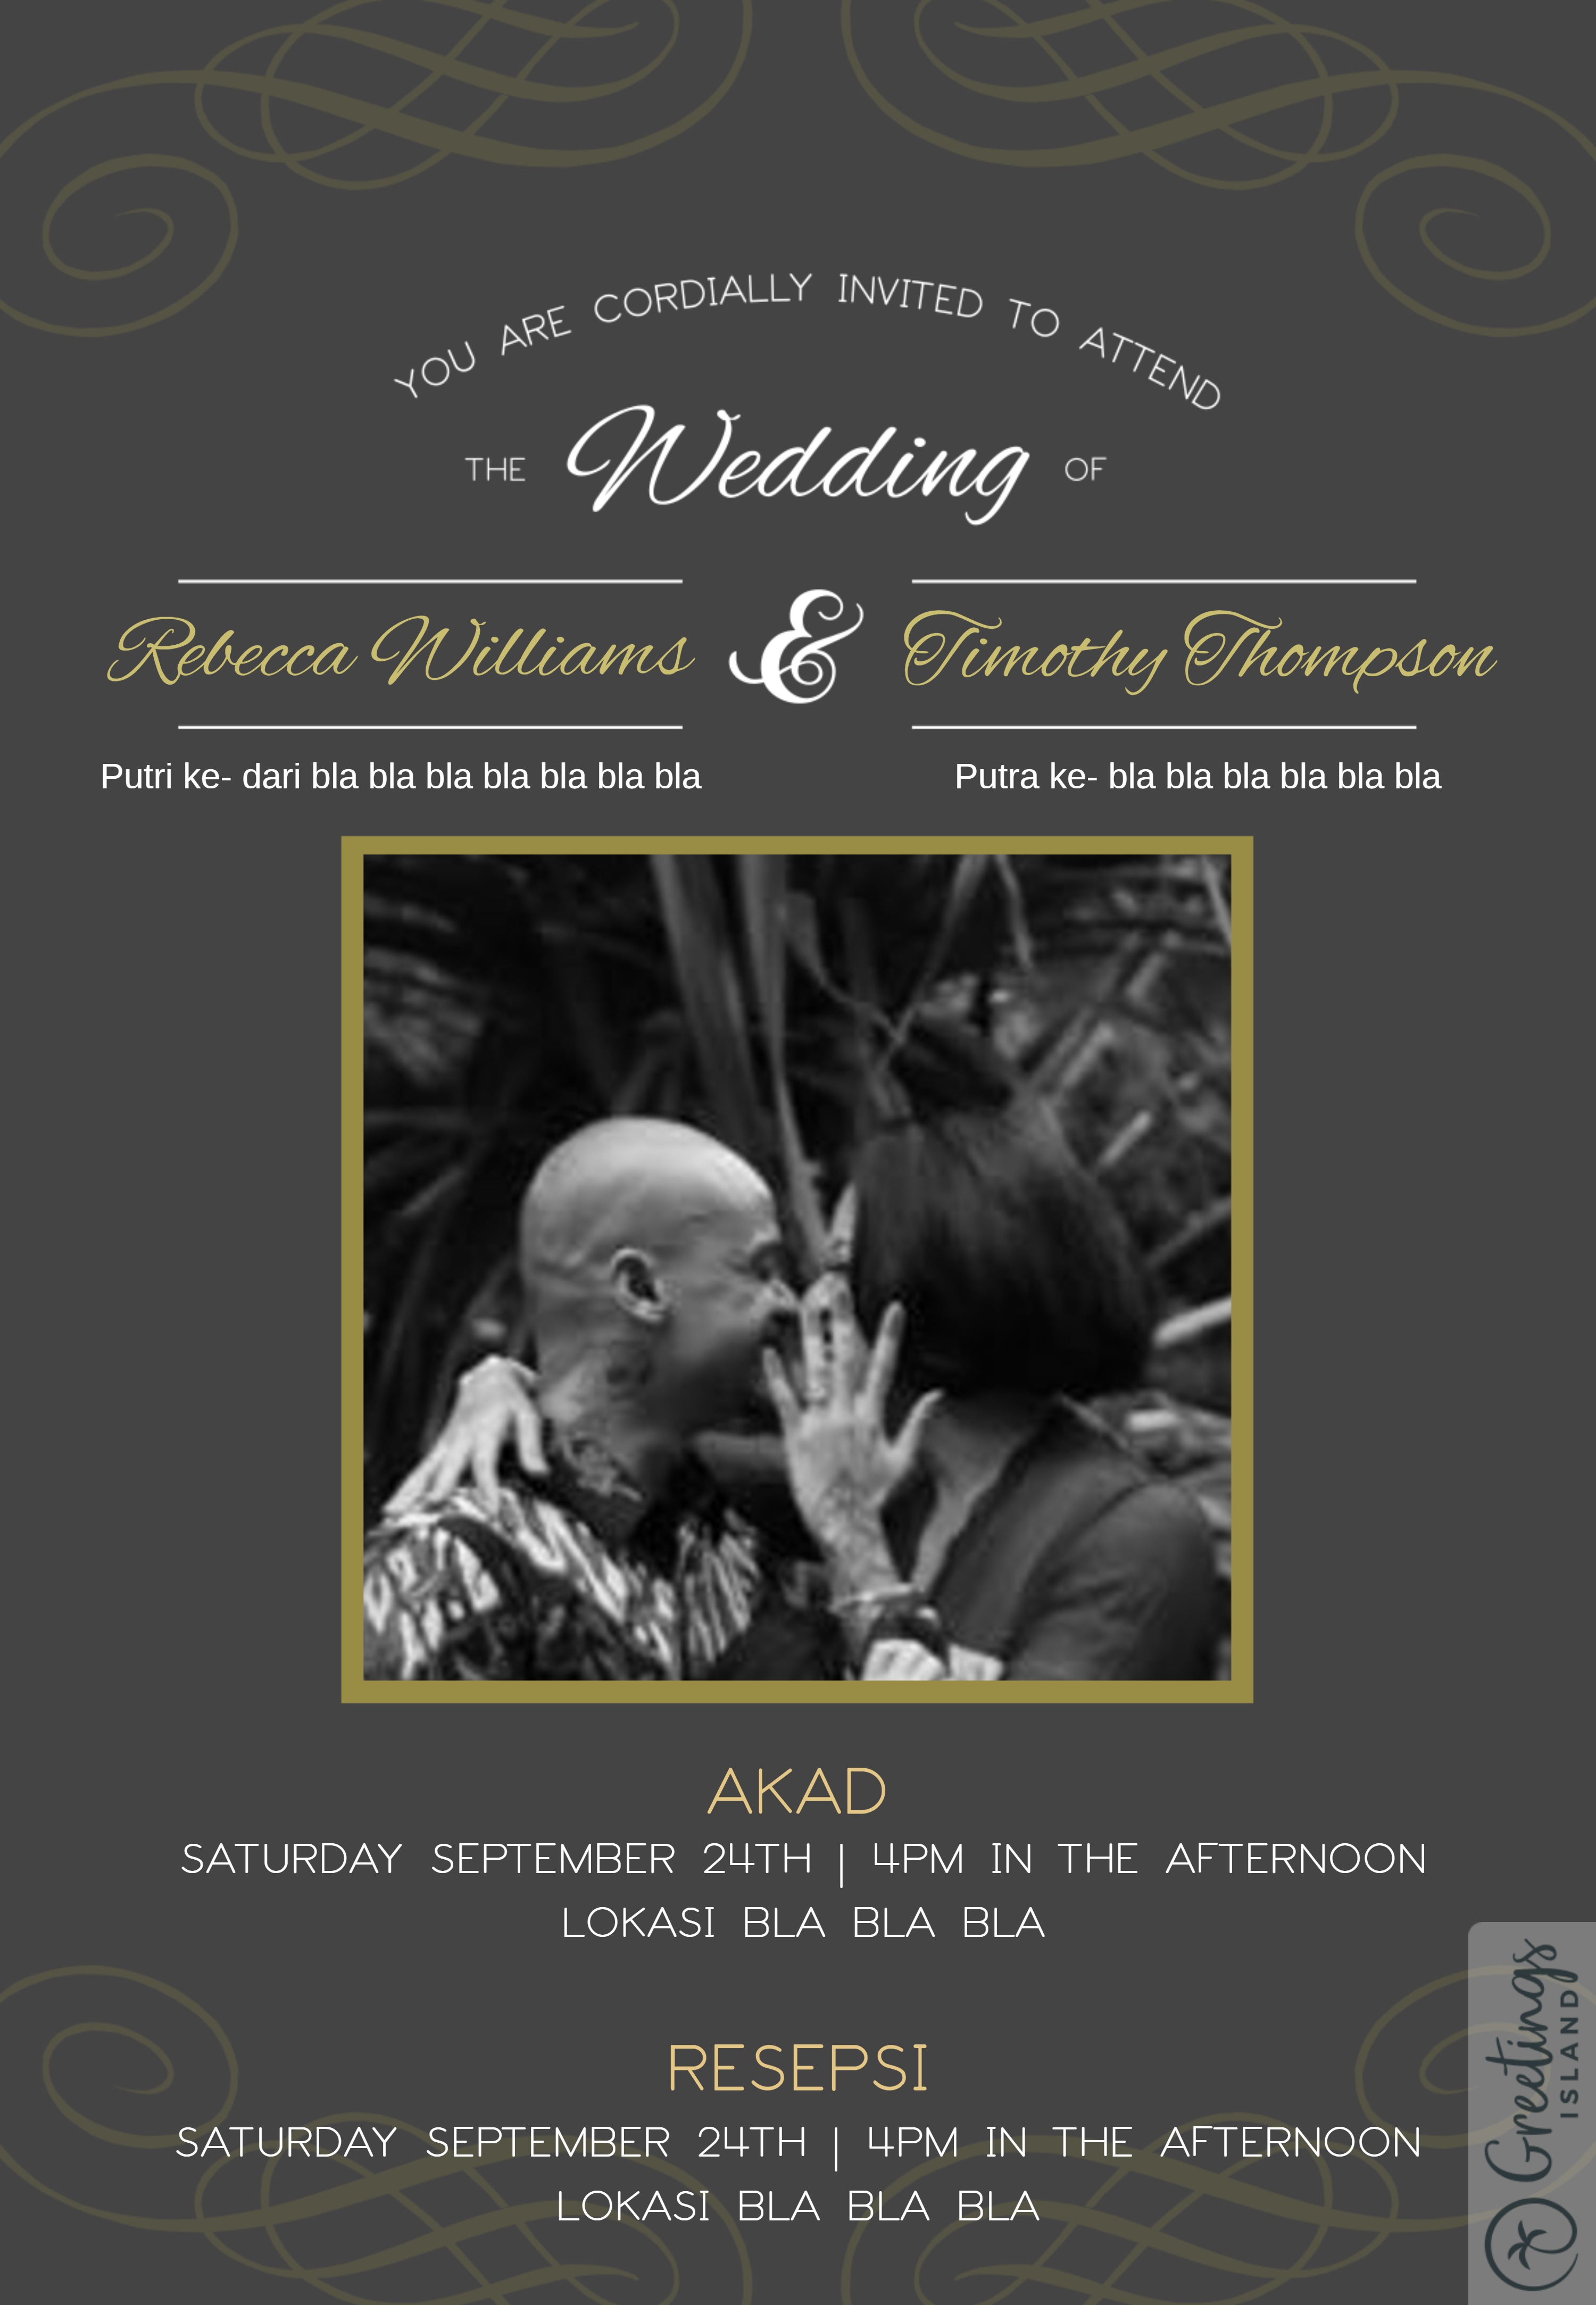 YOU ARE CORDIALLY INVITED TO ATTEND
THE Wedding OF
Rebecca Williams & Timothy Thompson
Putri ke- dari bla bla bla bla bla bla bla
Putra ke- bla bla bla bla bla bla
AKAD
SATURDAY SEPTEMBER 24TH | 4PM IN THE AFTERNOON
LOKASI BLA BLA BLA
RESEPSI
SATURDAY SEPTEMBER 24TH | 4PM IN THE AFTERNOON
LOKASI BLA BLA BLA
Greetings
ISLAND